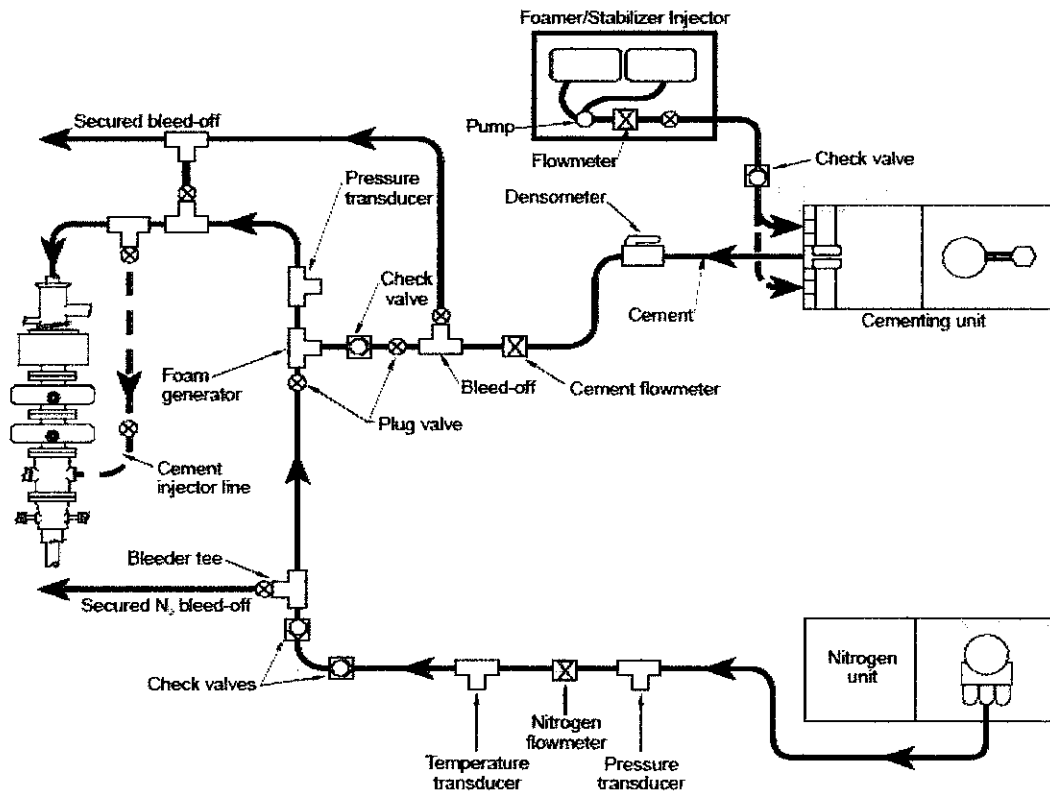 Foamer/Stabilizer Injector
Secured bleed-off
Pump
Flowmeter
Check valve
Pressure
transducer
Densometer
Check
valve
Cement
Cementing unit
Foam
generator
Bleed-off
Cement flowmeter
Plug valve
Cement
injector line
Bleeder tee
Secured N₂ bleed-off
Check valves
Nitrogen
unit
Temperature
transducer
Nitrogen
flowmeter
Pressure
transducer